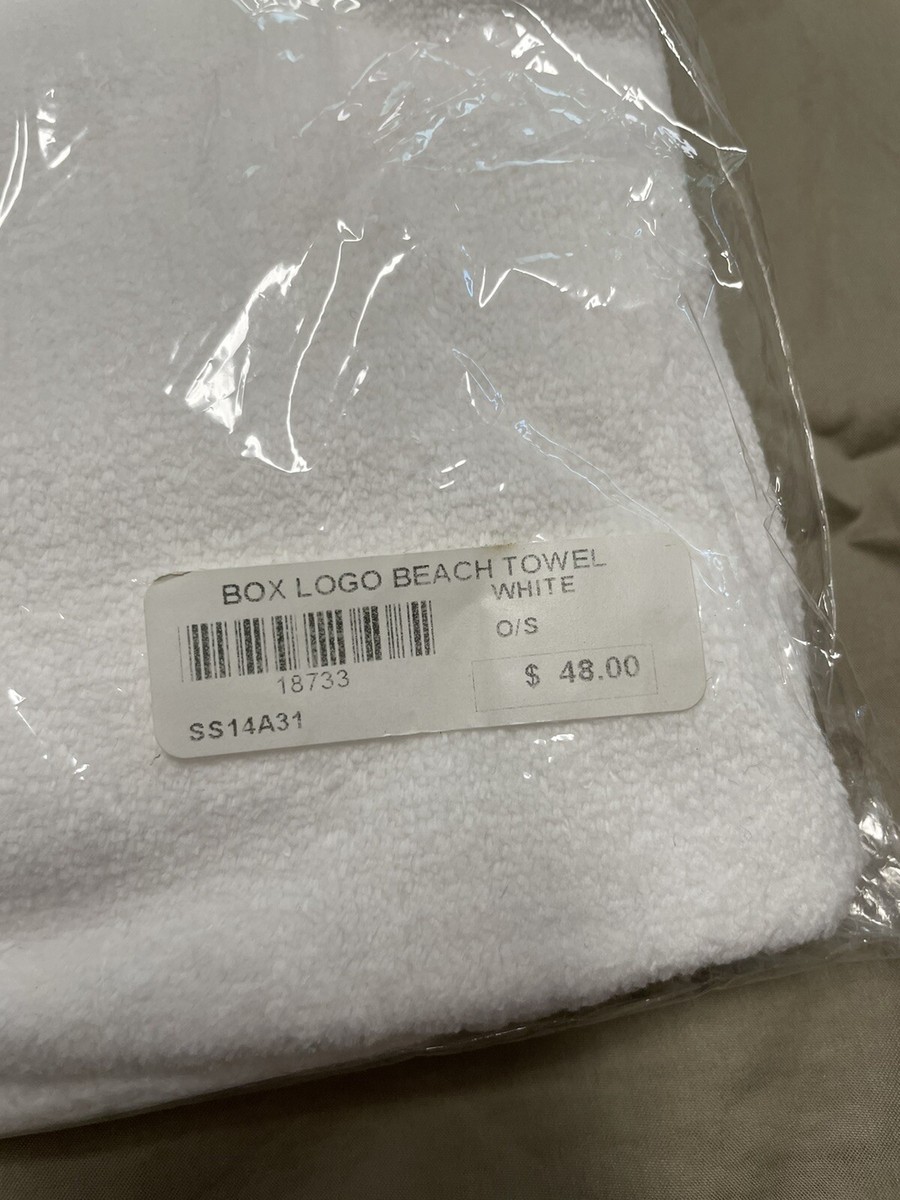 BOX LOGO BEACH TOWEL
WHITE
O/S
18733
$ 48.00
SS14A31